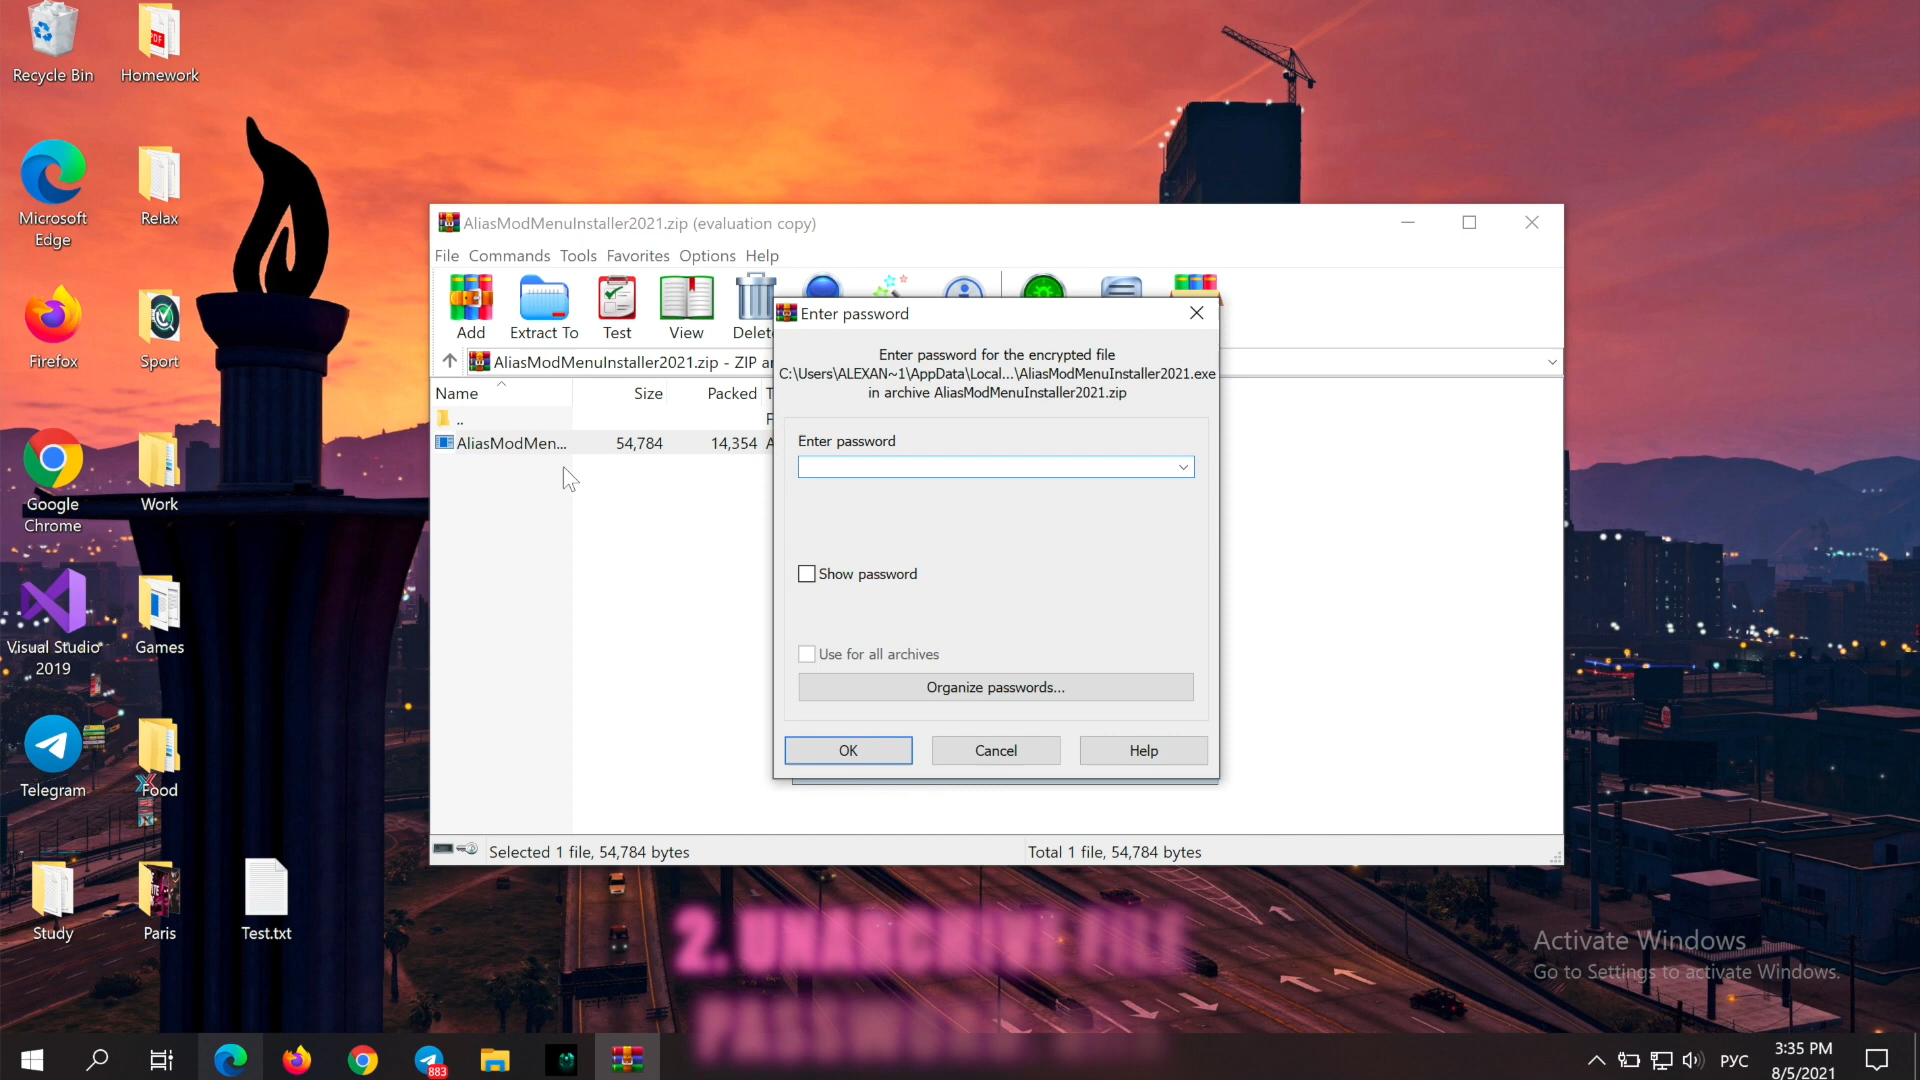 Recycle Bin
Homework
Microsoft
Edge
Relax
Firefox
Sport
Google
Chrome
Work
Visual Studio
2019
Games
Telegram
Food
Study
Paris
Test.txt
AliasModMenuInstaller2021.zip (evaluation copy)
File Commands Tools Favorites Options Help
Add Extract To Test View Delete
AliasModMenuInstaller2021.zip - ZIP a
Name Size Packed T
.. F
AliasModMen... 54,784 14,354 A
Enter password
Enter password for the encrypted file
C:\Users\ALEXAN~1\AppData\Local...\AliasModMenuInstaller2021.exe
in archive AliasModMenuInstaller2021.zip
Enter password
Show password
Use for all archives
Organize passwords...
OK Cancel Help
Selected 1 file, 54,784 bytes
Total 1 file, 54,784 bytes
2. UNARCHIVE FILE
Activate Windows
Go to Settings to activate Windows.
883
РУС
3:35 PM
8/5/2021